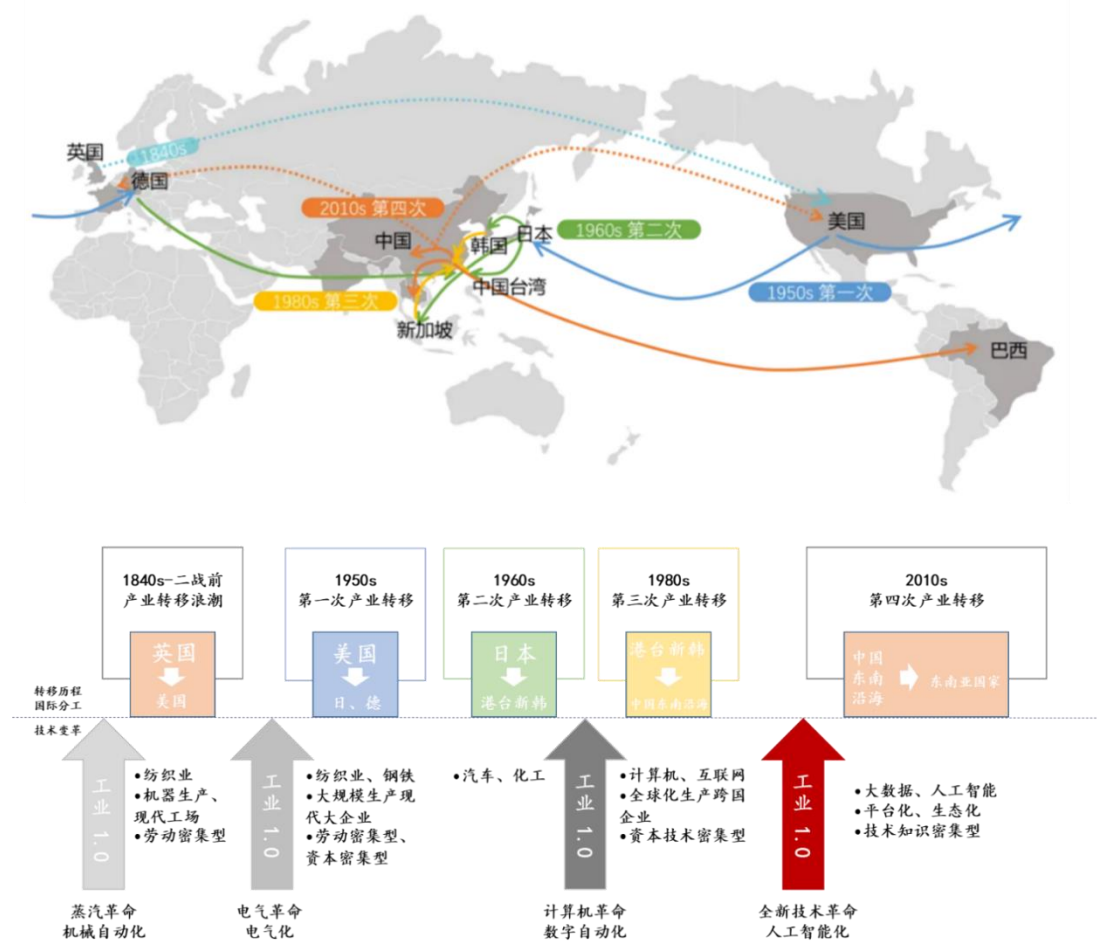 英国
1840s
德国
2010s 第四次
中国
韩国
日本
1960s 第二次
美国
1980s 第三次
中国台湾
1950s 第一次
新加坡
巴西
1840s-二战前
产业转移浪潮
英国
美国
1950s
第一次产业转移
美国
日、德
1960s
第二次产业转移
日本
港台新韩
1980s
第三次产业转移
港台新韩
中国东南沿海
2010s
第四次产业转移
中国
东南
沿海
东南亚国家
转移历程
国际分工
技术变革
工业 1.0
•纺织业
•机器生产、
现代工场
•劳动密集型
工业 1.0
•纺织业、钢铁
•大规模生产现
代大企业
•劳动密集型、
资本密集型
•汽车、化工
工业 1.0
•计算机、互联网
•全球化生产跨国
企业
•资本技术密集型
工业 1.0
•大数据、人工智能
•平台化、生态化
•技术知识密集型
蒸汽革命
机械自动化
电气革命
电气化
计算机革命
数字自动化
全新技术革命
人工智能化